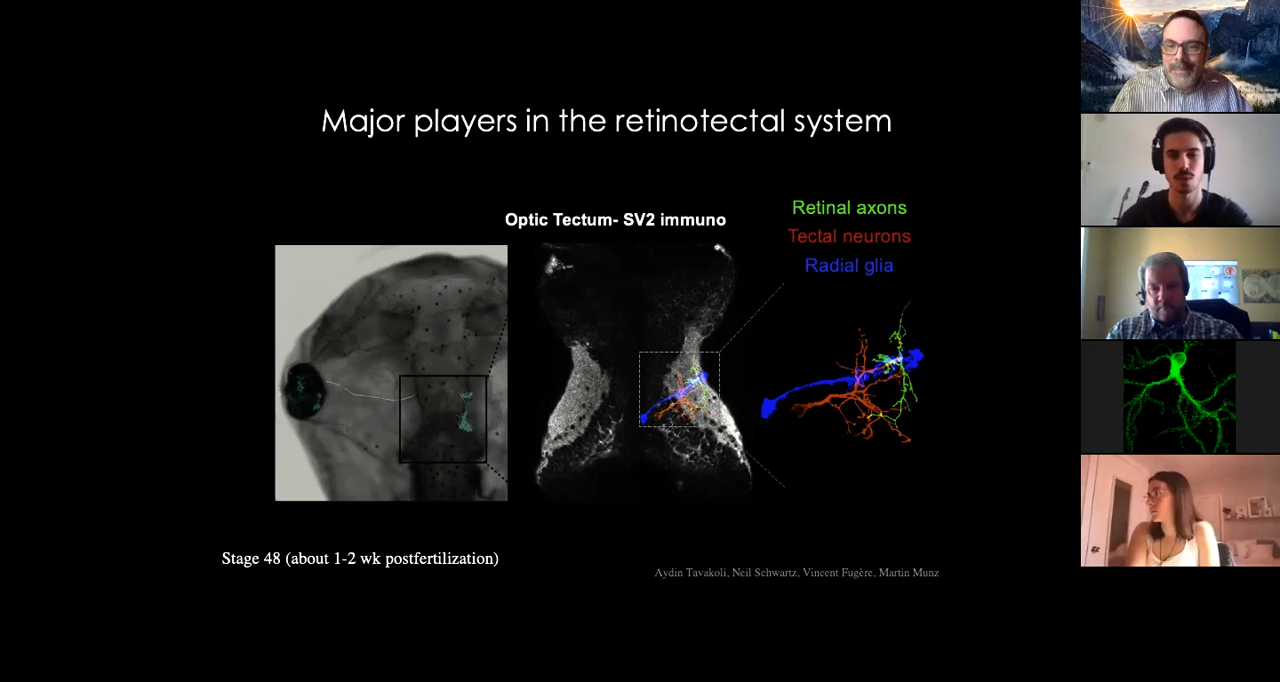 Major players in the retinotectal system
Optic Tectum- SV2 immuno
Retinal axons
Tectal neurons
Radial glia
Stage 48 (about 1-2 wk postfertilization)
Aydin Tavakoli, Neil Schwartz, Vincent Fugère, Martin Munz